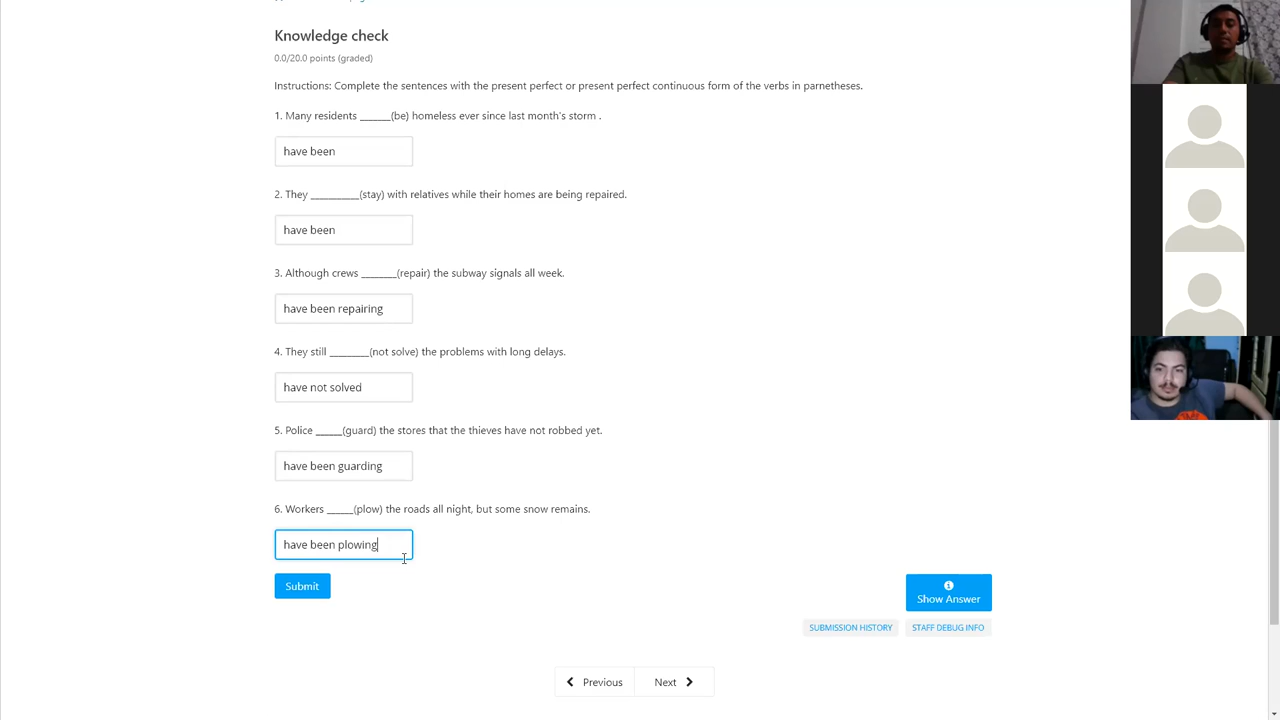 Knowledge check
0.0/20.0 points (graded)
Instructions: Complete the sentences with the present perfect or present perfect continuous form of the verbs in parnetheses.
1. Many residents ______(be) homeless ever since last month's storm .
have been
2. They __________(stay) with relatives while their homes are being repaired.
have been
3. Although crews _______(repair) the subway signals all week.
have been repairing
4. They still ________(not solve) the problems with long delays.
have not solved
5. Police _____(guard) the stores that the thieves have not robbed yet.
have been guarding
6. Workers _____(plow) the roads all night, but some snow remains.
have been plowing
Submit
Show Answer
SUBMISSION HISTORY STAFF DEBUG INFO
Previous Next